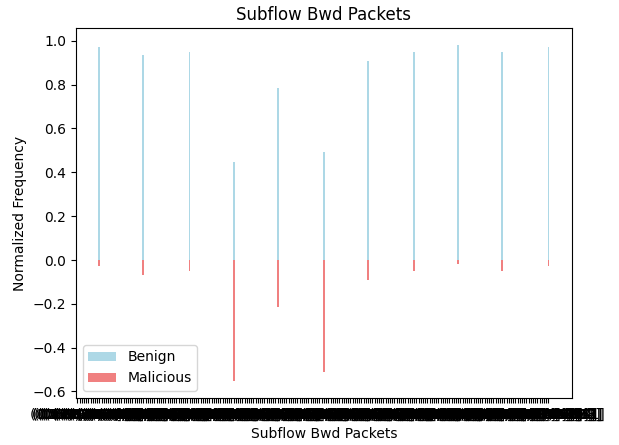 Subflow Bwd Packets
1.0
0.8
0.6
0.4
0.2
0.0
−0.2
−0.4
−0.6
Normalized Frequency
Benign
Malicious
Subflow Bwd Packets